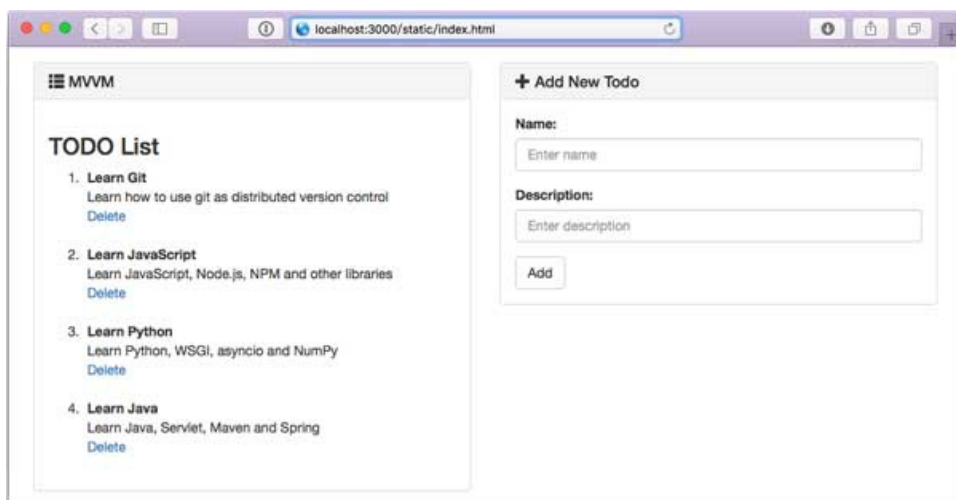 localhost:3000/static/index.html
MVVM
TODO List
1. Learn Git
Learn how to use git as distributed version control
Delete
2. Learn JavaScript
Learn JavaScript, Node.js, NPM and other libraries
Delete
3. Learn Python
Learn Python, WSGI, asyncio and NumPy
Delete
4. Learn Java
Learn Java, Servlet, Maven and Spring
Delete
Add New Todo
Name:
Enter name
Description:
Enter description
Add